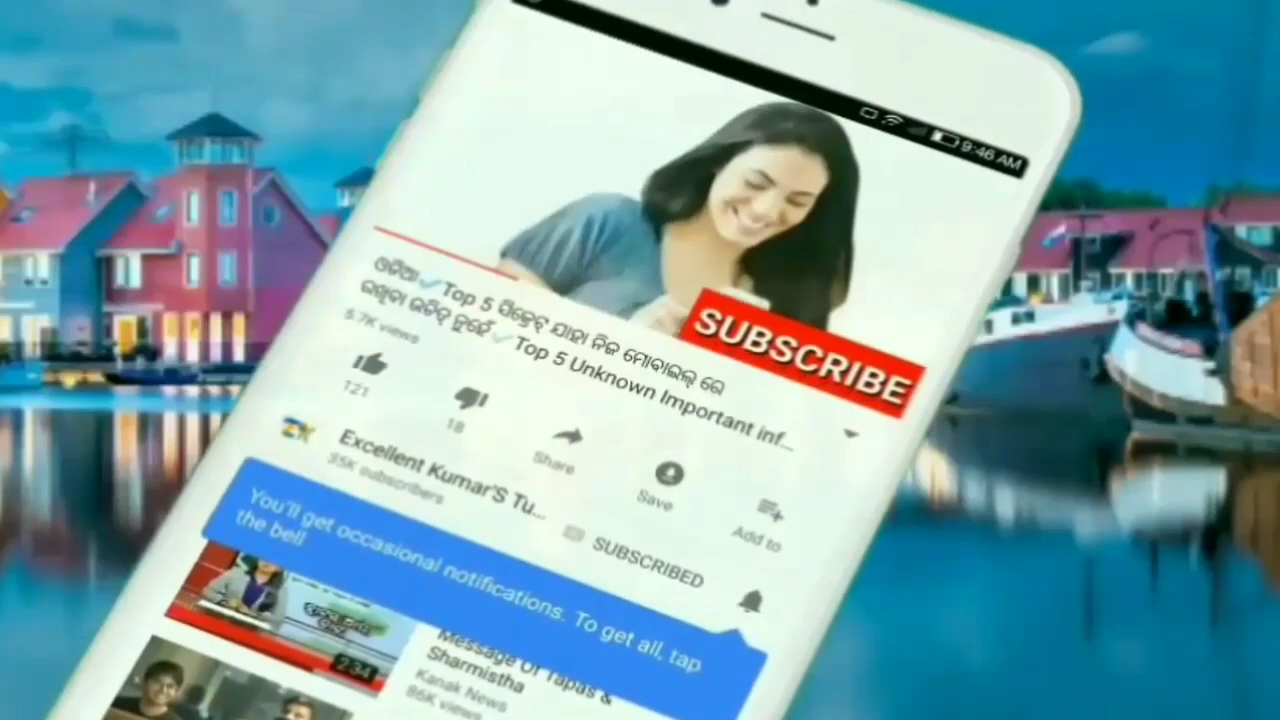 9:46 AM
SUBSCRIBE
ଓଡିଆ✔Top 5 ସିକ୍ରେଟ୍ ଯାହା ନିଜ ମୋବାଇଲ୍ ରେ
ରଖିବା ଉଚିତ୍ ନୁହେଁ✔Top 5 Unknown Important inf...
5.7K views
121
18
Share
Save
Add to
Excellent Kumar'S Tu...
35K subscribers
SUBSCRIBED
You'll get occasional notifications. To get all, tap
the bell
2:34
Message Of Tapas &
Sharmistha
Kanak News
86K views